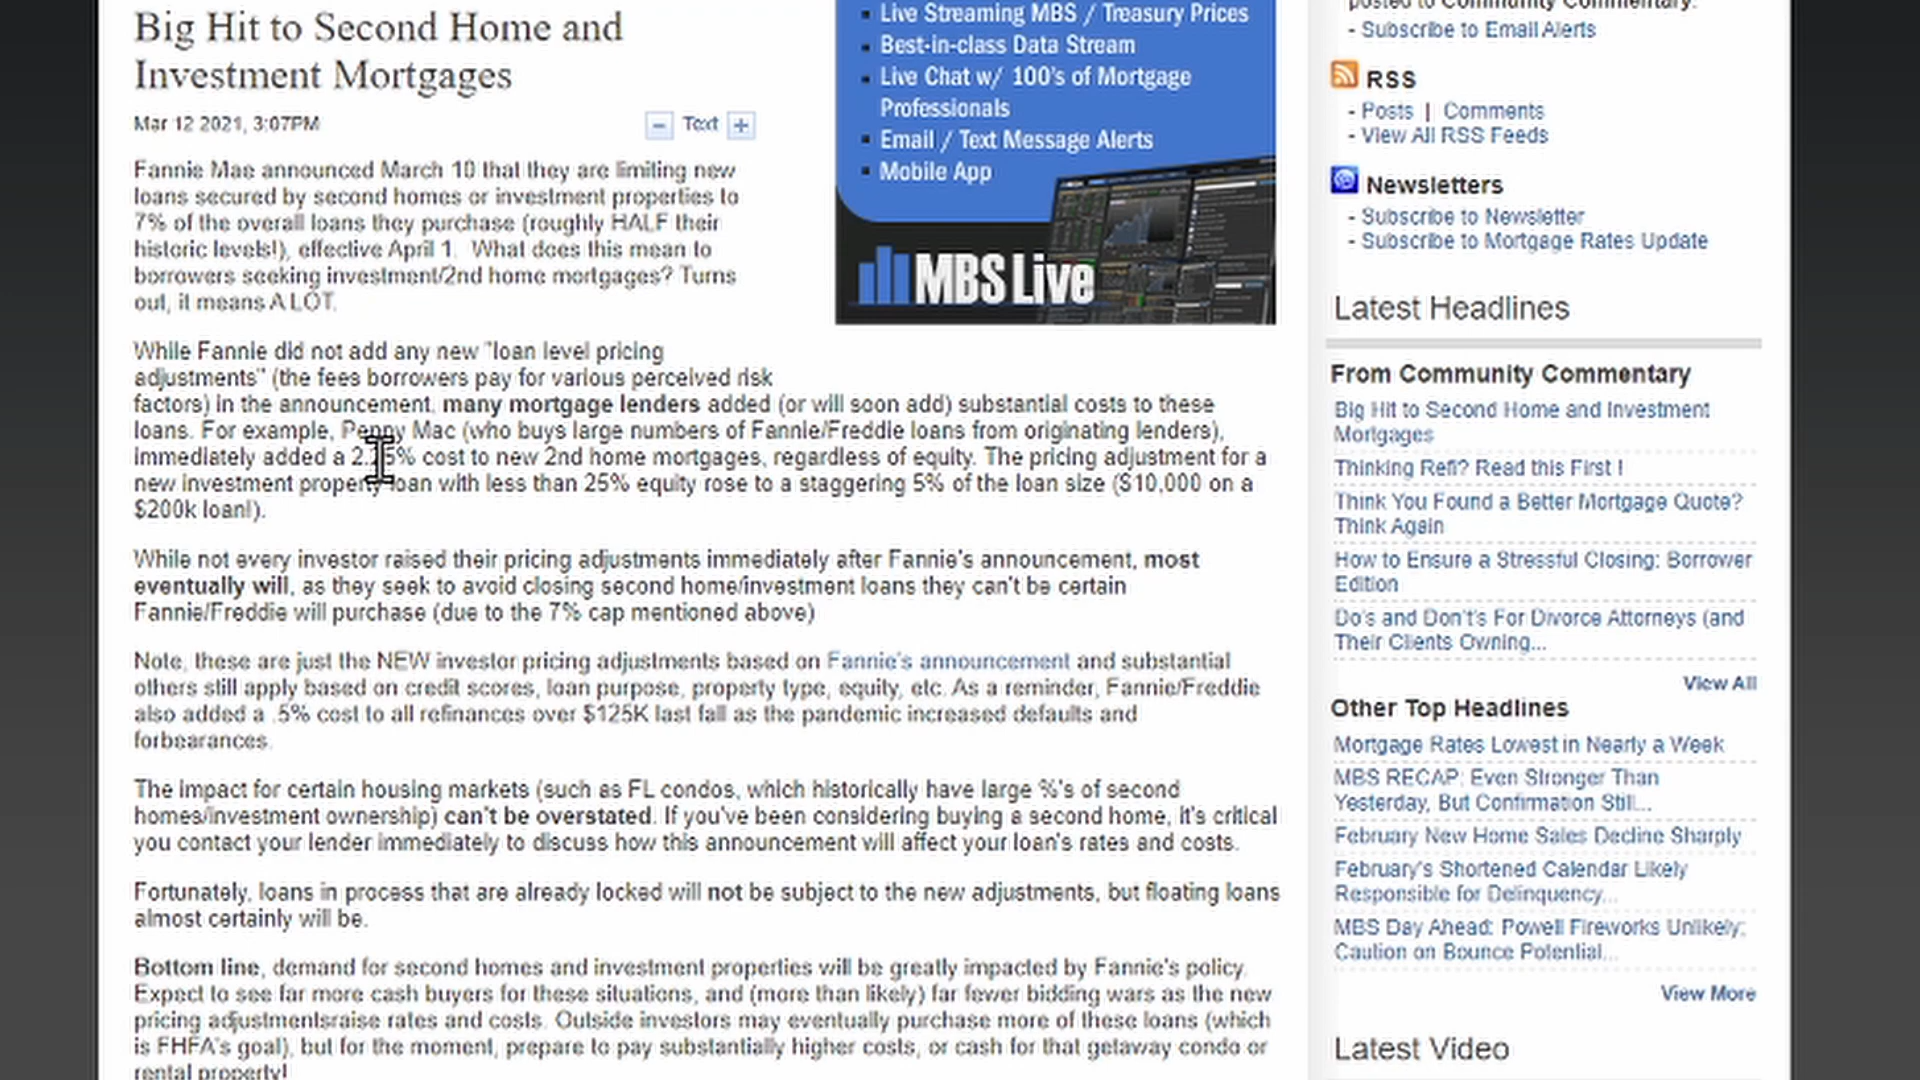 Big Hit to Second Home and
Investment Mortgages
Mar 12 2021, 3:07PM
Text
Fannie Mae announced March 10 that they are limiting new
loans secured by second homes or investment properties to
7% of the overall loans they purchase (roughly HALF their
historic levels!), effective April 1. What does this mean to
borrowers seeking investment/2nd home mortgages? Turns
out, it means A LOT.
While Fannie did not add any new "loan level pricing
adjustments" (the fees borrowers pay for various perceived risk
factors) in the announcement, many mortgage lenders added (or will soon add) substantial costs to these
loans. For example, Penny Mac (who buys large numbers of Fannie/Freddie loans from originating lenders),
immediately added a cost to new 2nd home mortgages, regardless of equity. The pricing adjustment for a
new investment property loan with less than 25% equity rose to a staggering 5% of the loan size ($10,000 on a
$200k loan!).
While not every investor raised their pricing adjustments immediately after Fannie's announcement, most
eventually will, as they seek to avoid closing second home/investment loans they can't be certain
Fannie/Freddie will purchase (due to the 7% cap mentioned above)
Note, these are just the NEW investor pricing adjustments based on Fannie's announcement and substantial
others still apply based on credit scores, loan purpose, property type, equity, etc. As a reminder, Fannie/Freddie
also added a .5% cost to all refinances over $125K last fall as the pandemic increased defaults and
forbearances.
The impact for certain housing markets (such as FL condos, which historically have large %'s of second
homes/investment ownership) can't be overstated. If you've been considering buying a second home, it's critical
you contact your lender immediately to discuss how this announcement will affect your loan's rates and costs.
Fortunately, loans in process that are already locked will not be subject to the new adjustments, but floating loans
almost certainly will be.
Bottom line, demand for second homes and investment properties will be greatly impacted by Fannie's policy.
Expect to see far more cash buyers for these situations, and (more than likely) far fewer bidding wars as the new
pricing adjustmentsraise rates and costs. Outside investors may eventually purchase more of these loans (which
is FHFA's goal), but for the moment, prepare to pay substantially higher costs, or cash for that getaway condo or
rental property!
Live Streaming MBS / Treasury Prices
Best-in-class Data Stream
Live Chat w/ 100's of Mortgage
Professionals
Email / Text Message Alerts
Mobile App
MBS Live
posted to Community Commentary:
- Subscribe to Email Alerts
RSS
- Posts | Comments
- View All RSS Feeds
Newsletters
- Subscribe to Newsletter
- Subscribe to Mortgage Rates Update
Latest Headlines
From Community Commentary
Big Hit to Second Home and Investment
Mortgages
Thinking Refi? Read this First !
Think You Found a Better Mortgage Quote?
Think Again
How to Ensure a Stressful Closing: Borrower
Edition
Do's and Don't's For Divorce Attorneys (and
Their Clients Owning...
View All
Other Top Headlines
Mortgage Rates Lowest in Nearly a Week
MBS RECAP: Even Stronger Than
Yesterday, But Confirmation Still...
February New Home Sales Decline Sharply
February's Shortened Calendar Likely
Responsible for Delinquency...
MBS Day Ahead: Powell Fireworks Unlikely;
Caution on Bounce Potential...
View More
Latest Video